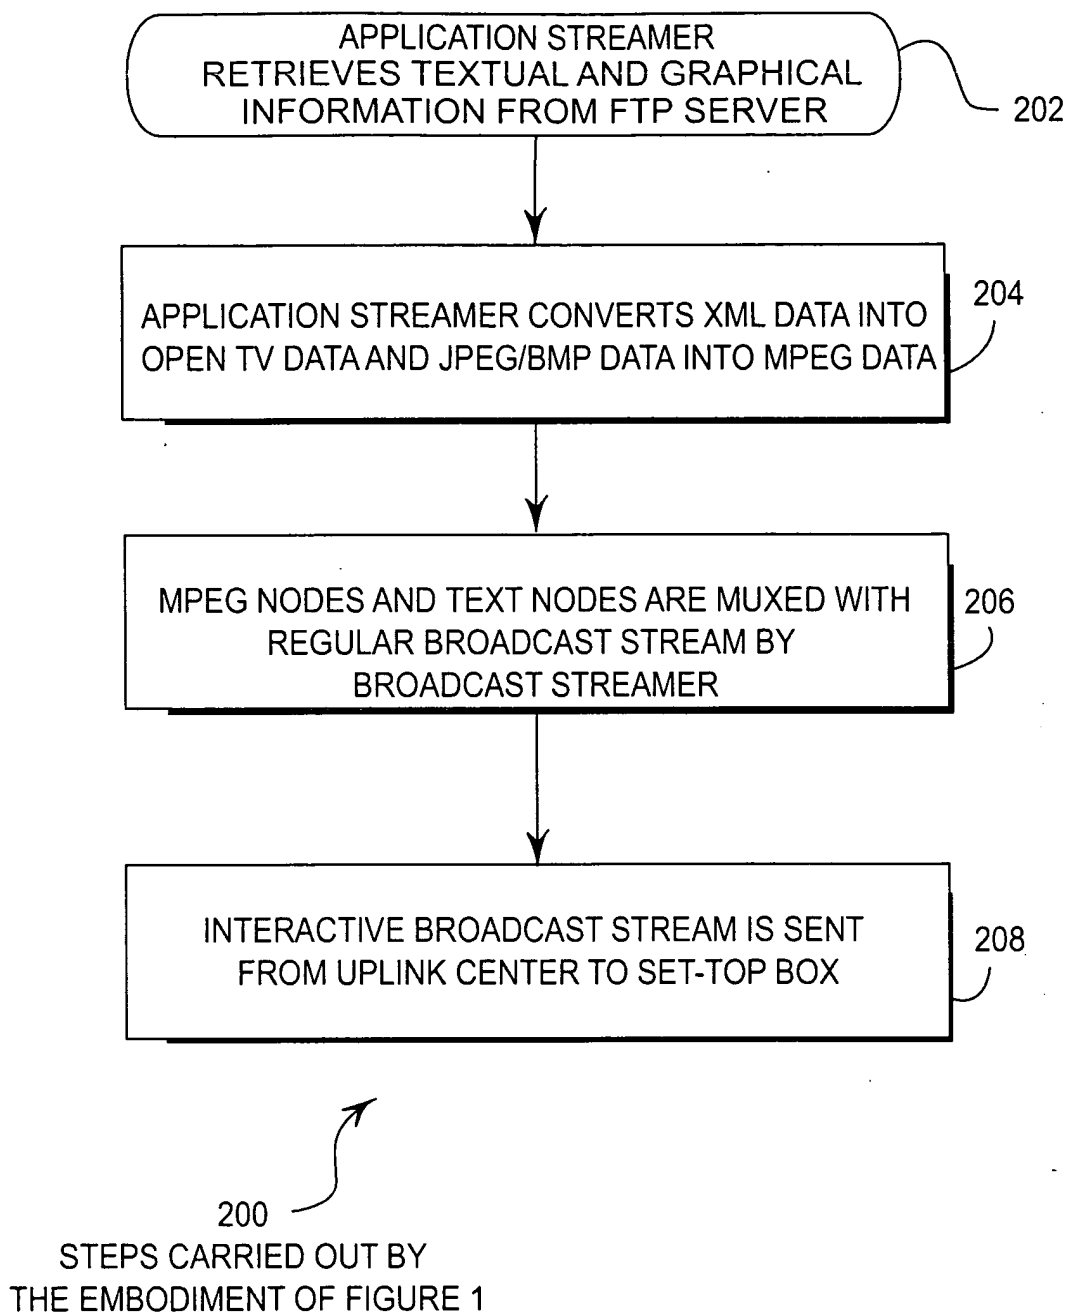 APPLICATION STREAMER
RETRIEVES TEXTUAL AND GRAPHICAL
INFORMATION FROM FTP SERVER
202
APPLICATION STREAMER CONVERTS XML DATA INTO
OPEN TV DATA AND JPEG/BMP DATA INTO MPEG DATA
204
MPEG NODES AND TEXT NODES ARE MUXED WITH
REGULAR BROADCAST STREAM BY
BROADCAST STREAMER
206
INTERACTIVE BROADCAST STREAM IS SENT
FROM UPLINK CENTER TO SET-TOP BOX
208
200
STEPS CARRIED OUT BY
THE EMBODIMENT OF FIGURE 1